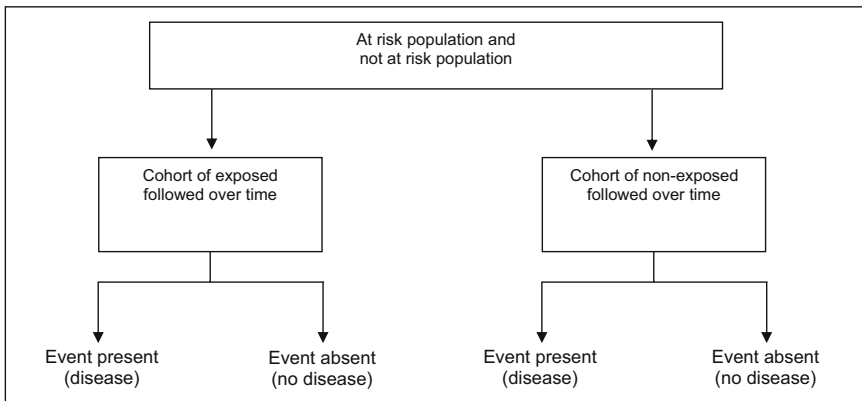 At risk population and
not at risk population
Cohort of exposed
followed over time
Cohort of non-exposed
followed over time
Event present
(disease)
Event absent
(no disease)
Event present
(disease)
Event absent
(no disease)